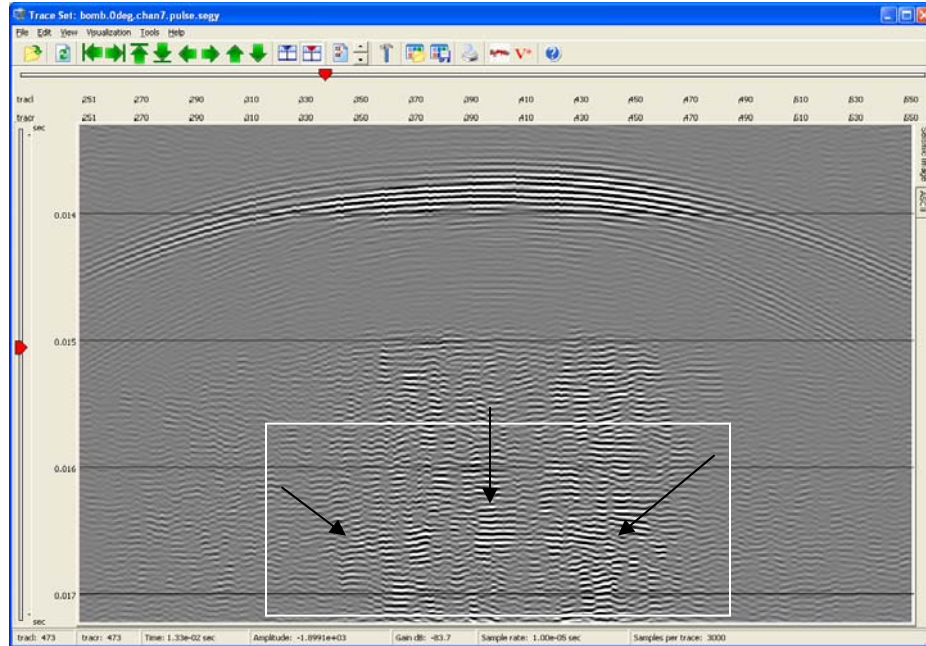 Trace Set: bomb.0deg.chan7.pulse.segy
File Edit View Visualization Tools Help
V*
tracl 251 270 290 310 330 350 370 390 410 430 450 470 490 510 530 550
tracr 251 270 290 310 330 350 370 390 410 430 450 470 490 510 530 550
sec
Seismic Image
ASCII
0.014
0.015
0.016
0.017
sec
tracl: 473 tracr: 473 Time: 1.33e-02 sec Amplitude: -1.8991e+03 Gain dB: -83.7 Sample rate: 1.00e-05 sec Samples per trace: 3000